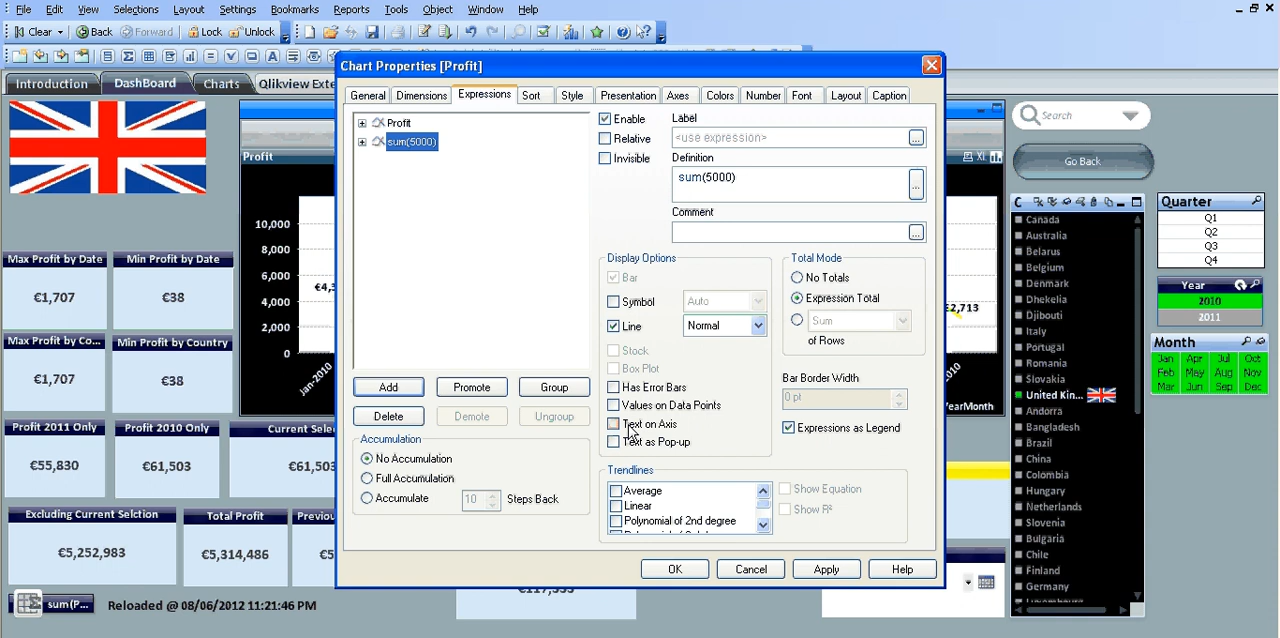 File Edit View Selections Layout Settings Bookmarks Reports Tools Object Window Help
Clear Back Forward Lock Unlock
Introduction DashBoard Charts Qlikview Exte
Chart Properties [Profit]
General Dimensions Expressions Sort Style Presentation Axes Colors Number Font Layout Caption
Profit
sum(5000)
Enable
Relative
Invisible
Label
<use expression>
Definition
sum(5000)
Comment
Display Options
Bar
Symbol Auto
Line Normal
Stock
Box Plot
Has Error Bars
Values on Data Points
Text on Axis
Text as Pop-up
Total Mode
No Totals
Expression Total
Sum
of Rows
Bar Border Width
0 pt
Expressions as Legend
Add Promote Group
Delete Demote Ungroup
Accumulation
No Accumulation
Full Accumulation
Accumulate 10 Steps Back
Trendlines
Average
Linear
Polynomial of 2nd degree
Show Equation
Show R²
OK Cancel Apply Help
Profit
XL
10,000
8,000
6,000
4,000
2,000
0
Jan-2010
€4,3
€2,713
YearMonth
Max Profit by Date
€1,707
Min Profit by Date
€38
Max Profit by Co...
€1,707
Min Profit by Country
€38
Profit 2011 Only
€55,830
Profit 2010 Only
€61,503
Current Sele
€61,503
Excluding Current Selction
€5,252,983
Total Profit
€5,314,486
Previou
€5
€117,333
sum(P...
Reloaded @ 08/06/2012 11:21:46 PM
Search
Go Back
C
Canada
Australia
Belarus
Belgium
Denmark
Dhekelia
Djibouti
Italy
Portugal
Romania
Slovakia
United Kin...
Andorra
Bangladesh
Brazil
China
Colombia
Hungary
Netherlands
Slovenia
Bulgaria
Chile
Finland
Germany
Quarter
Q1
Q2
Q3
Q4
Year
2010
2011
Month
Jan Apr Jul Oct
Feb May Aug Nov
Mar Jun Sep Dec